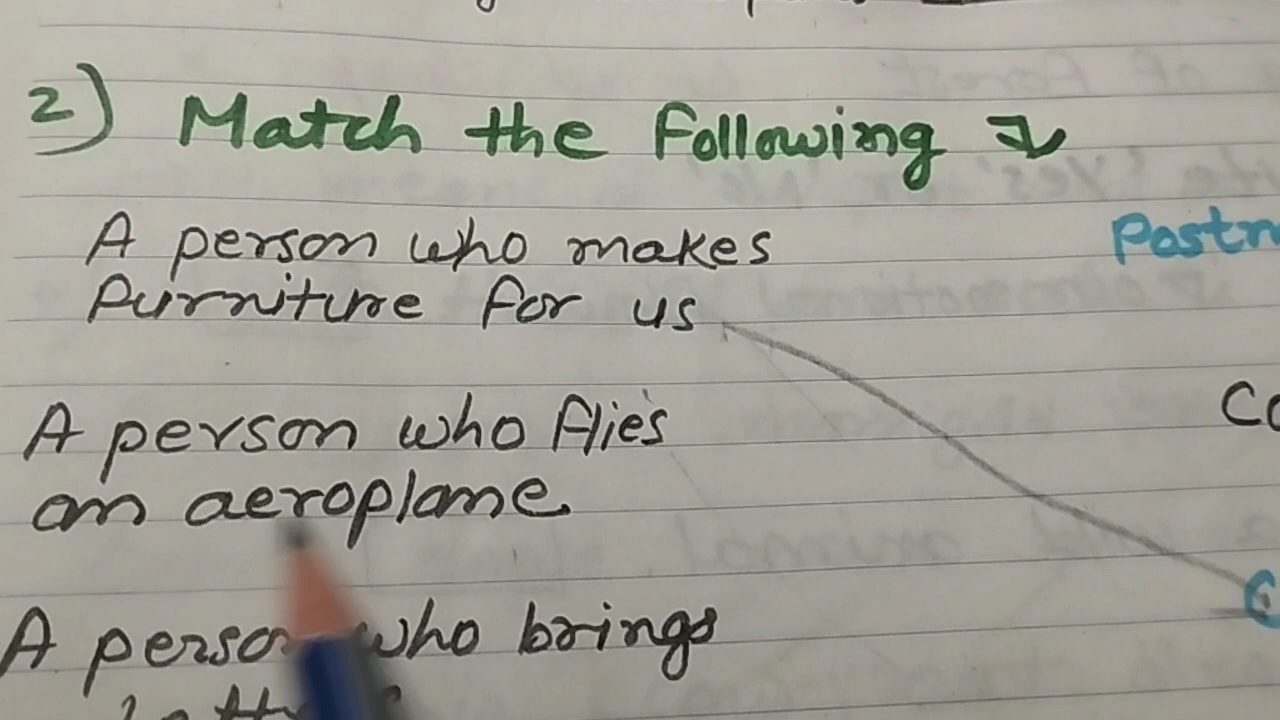 2) Match the following
A person who makes
furniture for us
Postm
A person who flies
an aeroplane.
Co
A person who brings